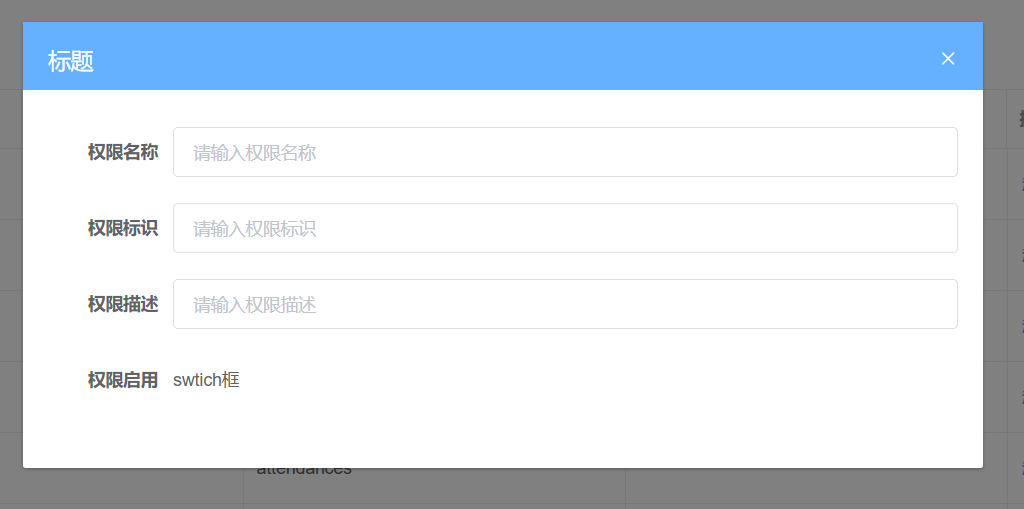 标题
权限名称 请输入权限名称
权限标识 请输入权限标识
权限描述 请输入权限描述
权限启用 swtich框
attendances